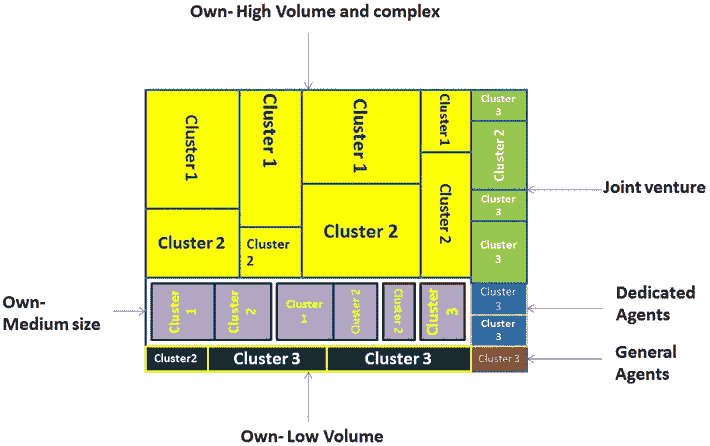 Own- High Volume and complex
Cluster 1
Cluster 1
Cluster 1
Cluster 1
Cluster
3
Cluster 2
Cluster 2
Cluster
2
Cluster 2
Cluster 2
Cluster
3
Cluster
3
Joint venture
Own-
Medium size
Cluster
1
Cluster
2
Cluster
1
Cluster 2
Cluster 2
Cluster
3
Cluster
3
Cluster
3
Dedicated
Agents
Cluster2
Cluster 3
Cluster 3
Cluster 3
General
Agents
Own- Low Volume